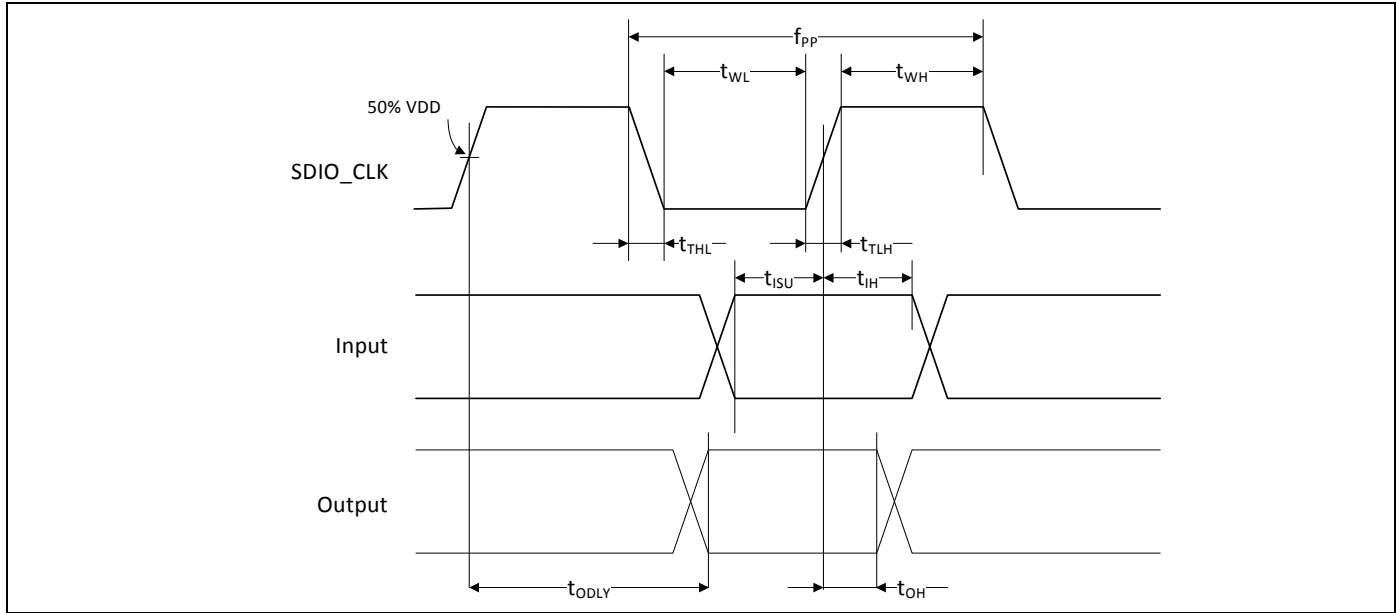 fPP
tWL
tWH
50% VDD
SDIO_CLK
tTHL
tTLH
tISU
tIH
Input
Output
tODLY
tOH